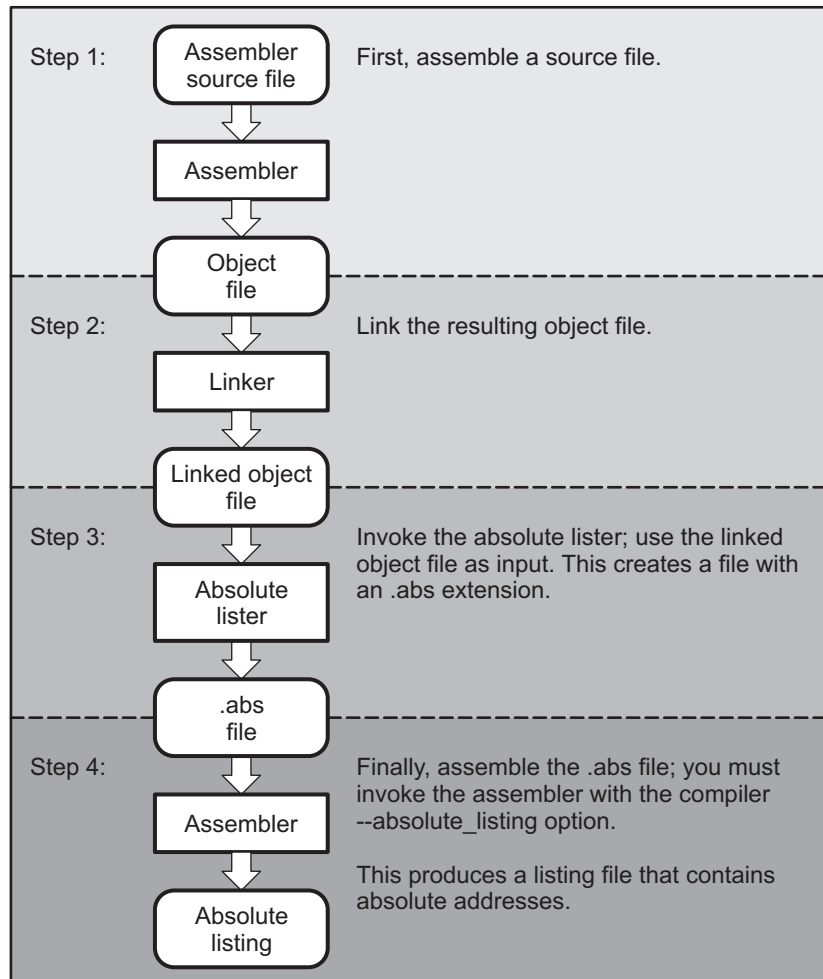 Step 1:
Assembler
source file
First, assemble a source file.
Assembler
Object
file
Step 2:
Link the resulting object file.
Linker
Linked object
file
Step 3:
Invoke the absolute lister; use the linked
object file as input. This creates a file with
an .abs extension.
Absolute
lister
.abs
file
Step 4:
Finally, assemble the .abs file; you must
invoke the assembler with the compiler
--absolute_listing option.
Assembler
This produces a listing file that contains
absolute addresses.
Absolute
listing